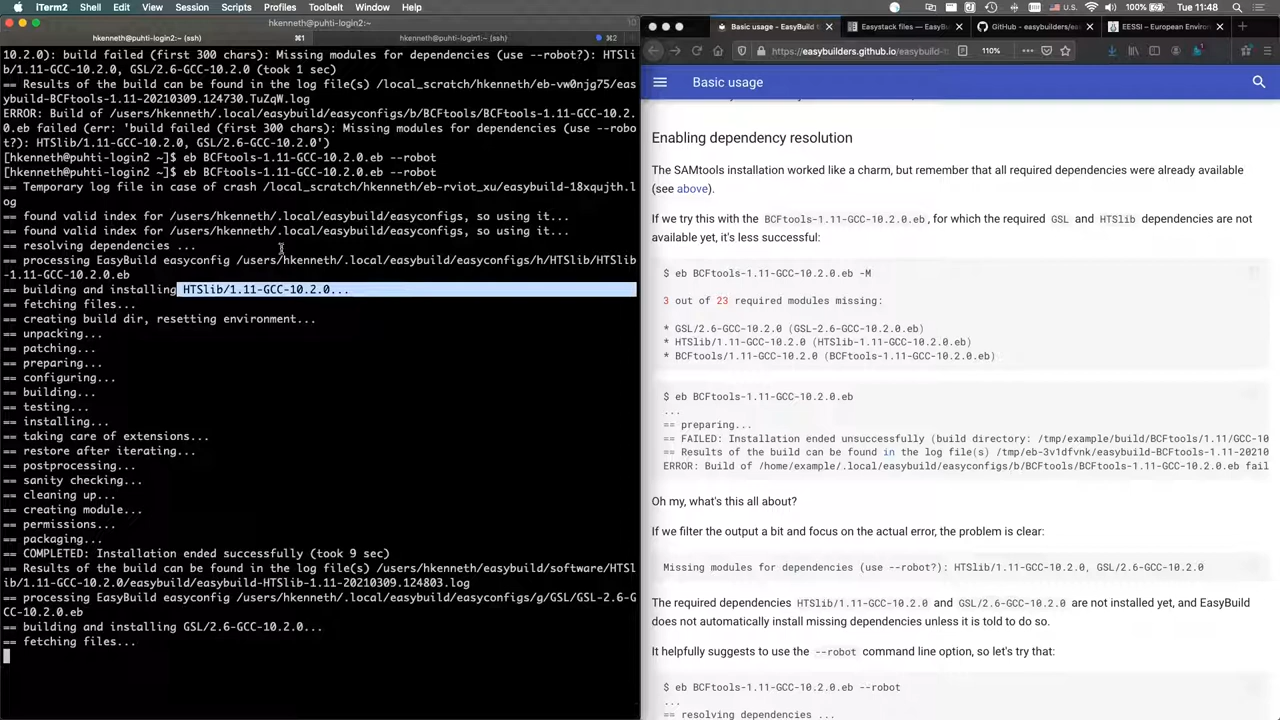 iTerm2 Shell Edit View Session Scripts Profiles Toolbelt Window Help
11:48
hkenneth@puhti-login2:~
hkenneth@puhti-login2:~ (ssh) ⌘1 hkenneth@puhti-login1:~ (ssh) ⌘2
10.2.0): build failed (first 300 chars): Missing modules for dependencies (use --robot?): HTSli
b/1.11-GCC-10.2.0, GSL/2.6-GCC-10.2.0 (took 1 sec)
== Results of the build can be found in the log file(s) /local_scratch/hkenneth/eb-vw0njg75/eas
ybuild-BCFtools-1.11-20210309.124730.TuZqW.log
ERROR: Build of /users/hkenneth/.local/easybuild/easyconfigs/b/BCFtools/BCFtools-1.11-GCC-10.2.
0.eb failed (err: 'build failed (first 300 chars): Missing modules for dependencies (use --robo
t?): HTSlib/1.11-GCC-10.2.0, GSL/2.6-GCC-10.2.0')
[hkenneth@puhti-login2 ~]$ eb BCFtools-1.11-GCC-10.2.0.eb --robot
[hkenneth@puhti-login2 ~]$ eb BCFtools-1.11-GCC-10.2.0.eb --robot
== Temporary log file in case of crash /local_scratch/hkenneth/eb-rviot_xu/easybuild-18xqujth.l
og
== found valid index for /users/hkenneth/.local/easybuild/easyconfigs, so using it...
== found valid index for /users/hkenneth/.local/easybuild/easyconfigs, so using it...
== resolving dependencies ...
== processing EasyBuild easyconfig /users/hkenneth/.local/easybuild/easyconfigs/h/HTSlib/HTSlib
-1.11-GCC-10.2.0.eb
== building and installing HTSlib/1.11-GCC-10.2.0...
== fetching files...
== creating build dir, resetting environment...
== unpacking...
== patching...
== preparing...
== configuring...
== building...
== testing...
== installing...
== taking care of extensions...
== restore after iterating...
== postprocessing...
== sanity checking...
== cleaning up...
== creating module...
== permissions...
== packaging...
== COMPLETED: Installation ended successfully (took 9 sec)
== Results of the build can be found in the log file(s) /users/hkenneth/easybuild/software/HTSl
ib/1.11-GCC-10.2.0/easybuild/easybuild-HTSlib-1.11-20210309.124803.log
== processing EasyBuild easyconfig /users/hkenneth/.local/easybuild/easyconfigs/g/GSL/GSL-2.6-G
CC-10.2.0.eb
== building and installing GSL/2.6-GCC-10.2.0...
== fetching files...
Basic usage - EasyBuild t Easystack files — EasyBu GitHub - easybuilders/eas EESSI – European Environ
https://easybuilders.github.io/easybuild-t 110%
Basic usage
Enabling dependency resolution
The SAMtools installation worked like a charm, but remember that all required dependencies were already available
(see above).
If we try this with the BCFtools-1.11-GCC-10.2.0.eb, for which the required GSL and HTSlib dependencies are not
available yet, it's less successful:
$ eb BCFtools-1.11-GCC-10.2.0.eb -M
3 out of 23 required modules missing:
* GSL/2.6-GCC-10.2.0 (GSL-2.6-GCC-10.2.0.eb)
* HTSlib/1.11-GCC-10.2.0 (HTSlib-1.11-GCC-10.2.0.eb)
* BCFtools/1.11-GCC-10.2.0 (BCFtools-1.11-GCC-10.2.0.eb)
$ eb BCFtools-1.11-GCC-10.2.0.eb
...
== preparing...
== FAILED: Installation ended unsuccessfully (build directory: /tmp/example/build/BCFtools/1.11/GCC-10
== Results of the build can be found in the log file(s) /tmp/eb-3v1dfvnk/easybuild-BCFtools-1.11-20210
ERROR: Build of /home/example/.local/easybuild/easyconfigs/b/BCFtools/BCFtools-1.11-GCC-10.2.0.eb fail
Oh my, what's this all about?
If we filter the output a bit and focus on the actual error, the problem is clear:
Missing modules for dependencies (use --robot?): HTSlib/1.11-GCC-10.2.0, GSL/2.6-GCC-10.2.0
The required dependencies HTSlib/1.11-GCC-10.2.0 and GSL/2.6-GCC-10.2.0 are not installed yet, and EasyBuild
does not automatically install missing dependencies unless it is told to do so.
It helpfully suggests to use the --robot command line option, so let's try that:
$ eb BCFtools-1.11-GCC-10.2.0.eb --robot
...
== resolving dependencies ...